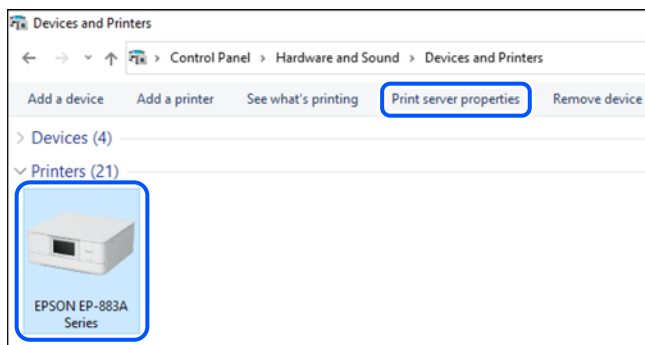 Devices and Printers
Control Panel > Hardware and Sound > Devices and Printers
Add a device Add a printer See what's printing Print server properties Remove device
Devices (4)
Printers (21)
EPSON EP-883A
Series